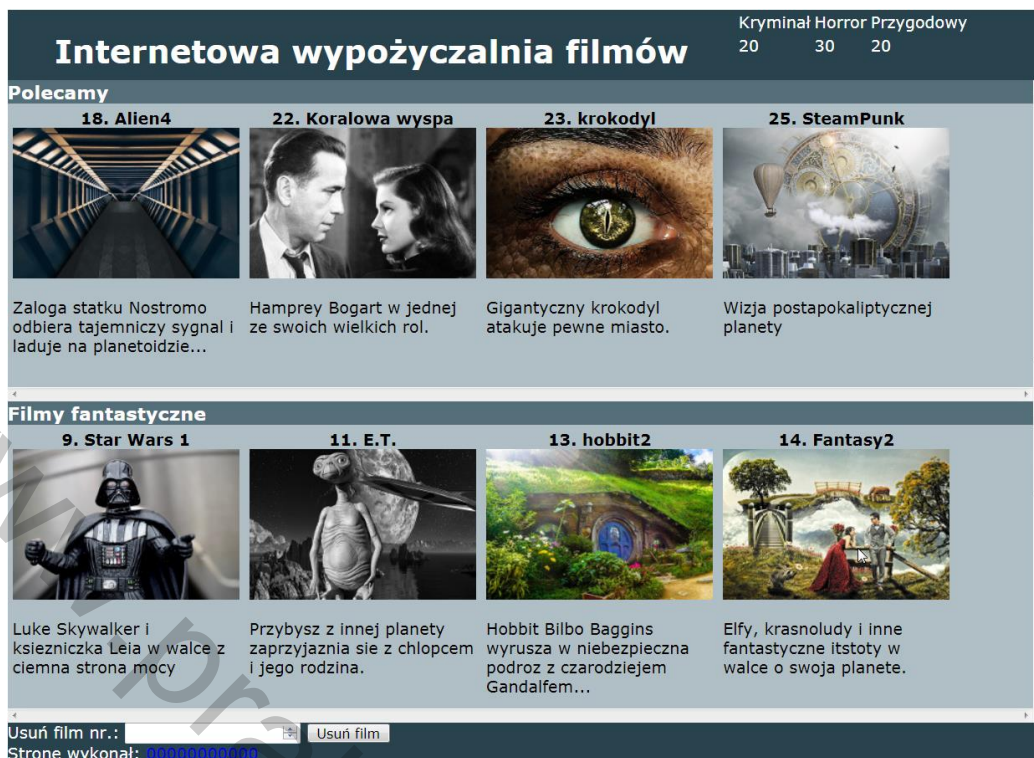 Internetowa wypożyczalnia filmów
Kryminał Horror Przygodowy
20 30 20
Polecamy
18. Alien4
22. Koralowa wyspa
23. krokodyl
25. SteamPunk
Zaloga statku Nostromo
odbiera tajemniczy sygnal i
laduje na planetoidzie...
Hamprey Bogart w jednej
ze swoich wielkich rol.
Gigantyczny krokodyl
atakuje pewne miasto.
Wizja postapokaliptycznej
planety
Filmy fantastyczne
9. Star Wars 1
11. E.T.
13. hobbit2
14. Fantasy2
Luke Skywalker i
ksiezniczka Leia w walce z
ciemna strona mocy
Przybysz z innej planety
zaprzyjaznia sie z chlopcem
i jego rodzina.
Hobbit Bilbo Baggins
wyrusza w niebezpieczna
podroz z czarodziejem
Gandalfem...
Elfy, krasnoludy i inne
fantastyczne itstoty w
walce o swoja planete.
Usuń film nr.: Usuń film
Stronę wykonał: 00000000000